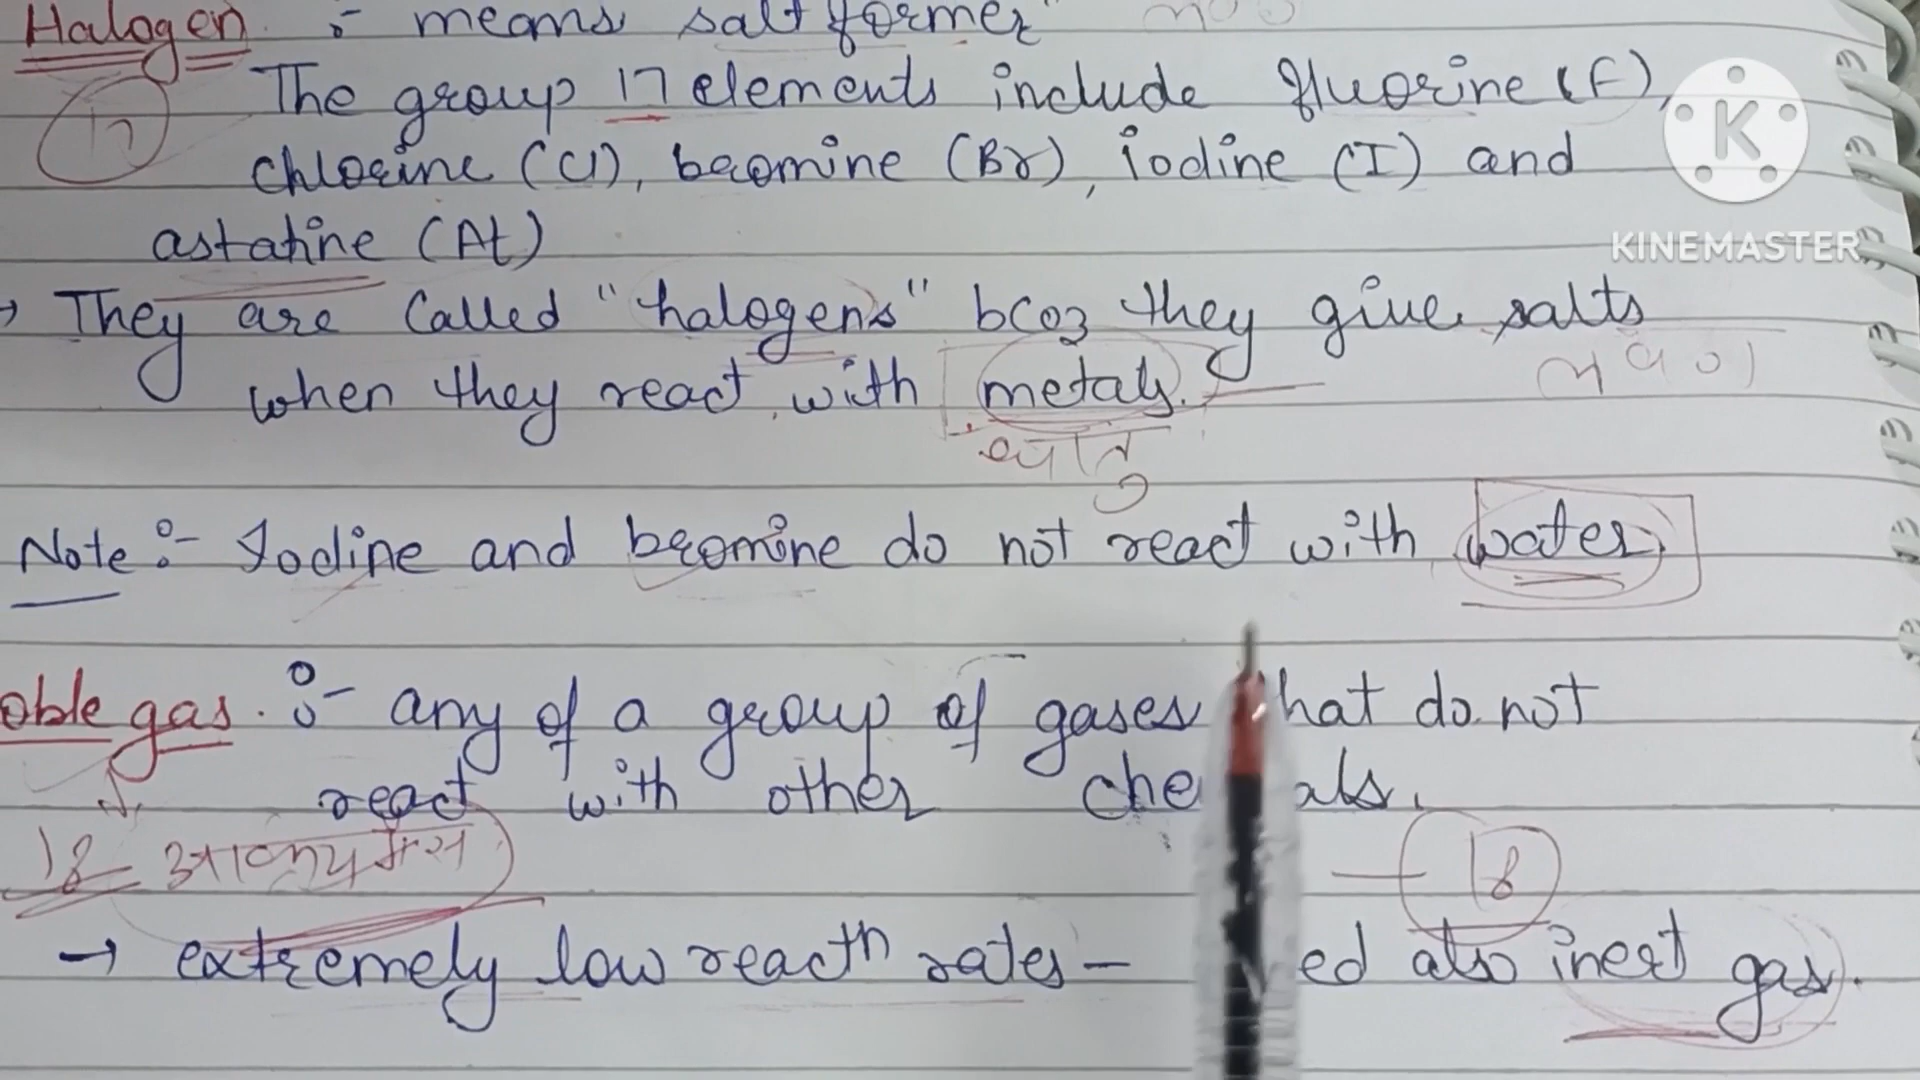 Halogen :- means salt former"
17 The group 17 elements include fluorine (F),
chlorine (Cl), bromine (Br), iodine (I) and
astatine (At)
→ They are called "halogens" bcoz they give salts
when they react with metals.
धातु
Note :- Iodine and bromine do not react with water.
oble gas. :- any of a group of gases that do not
react with other che als.
18
18
→ extremely low reactn rates - ed also inert gas.
K
KINEMASTER